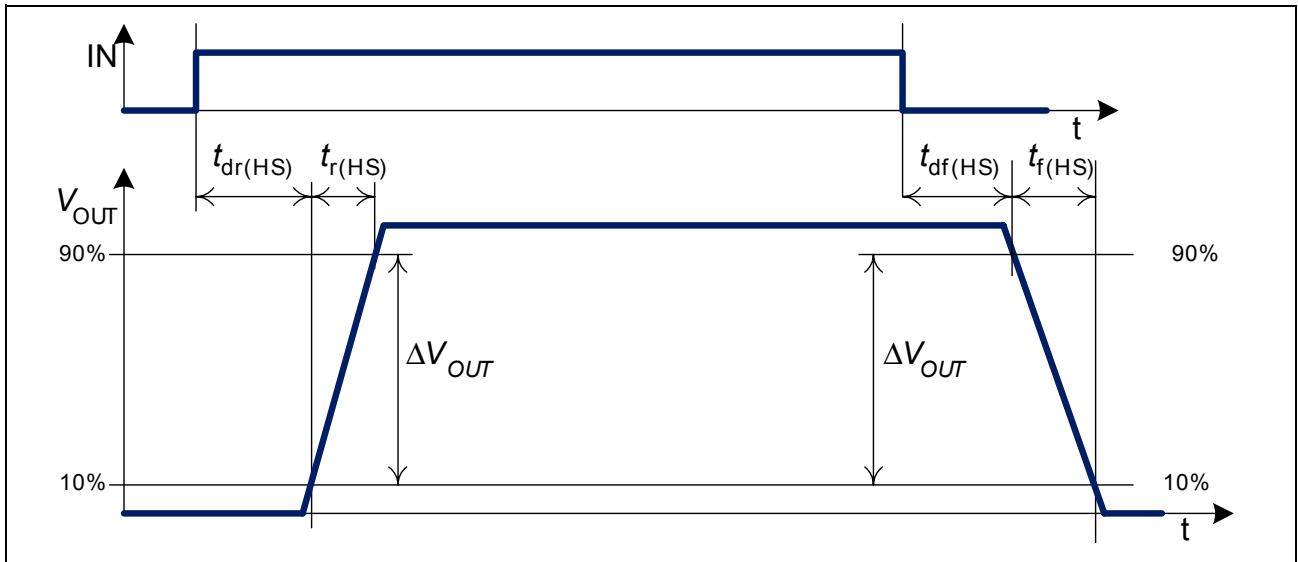 IN
t
tdr(HS) tr(HS) tdf(HS) tf(HS)
VOUT
90% 90%
ΔVOUT ΔVOUT
10% 10%
t